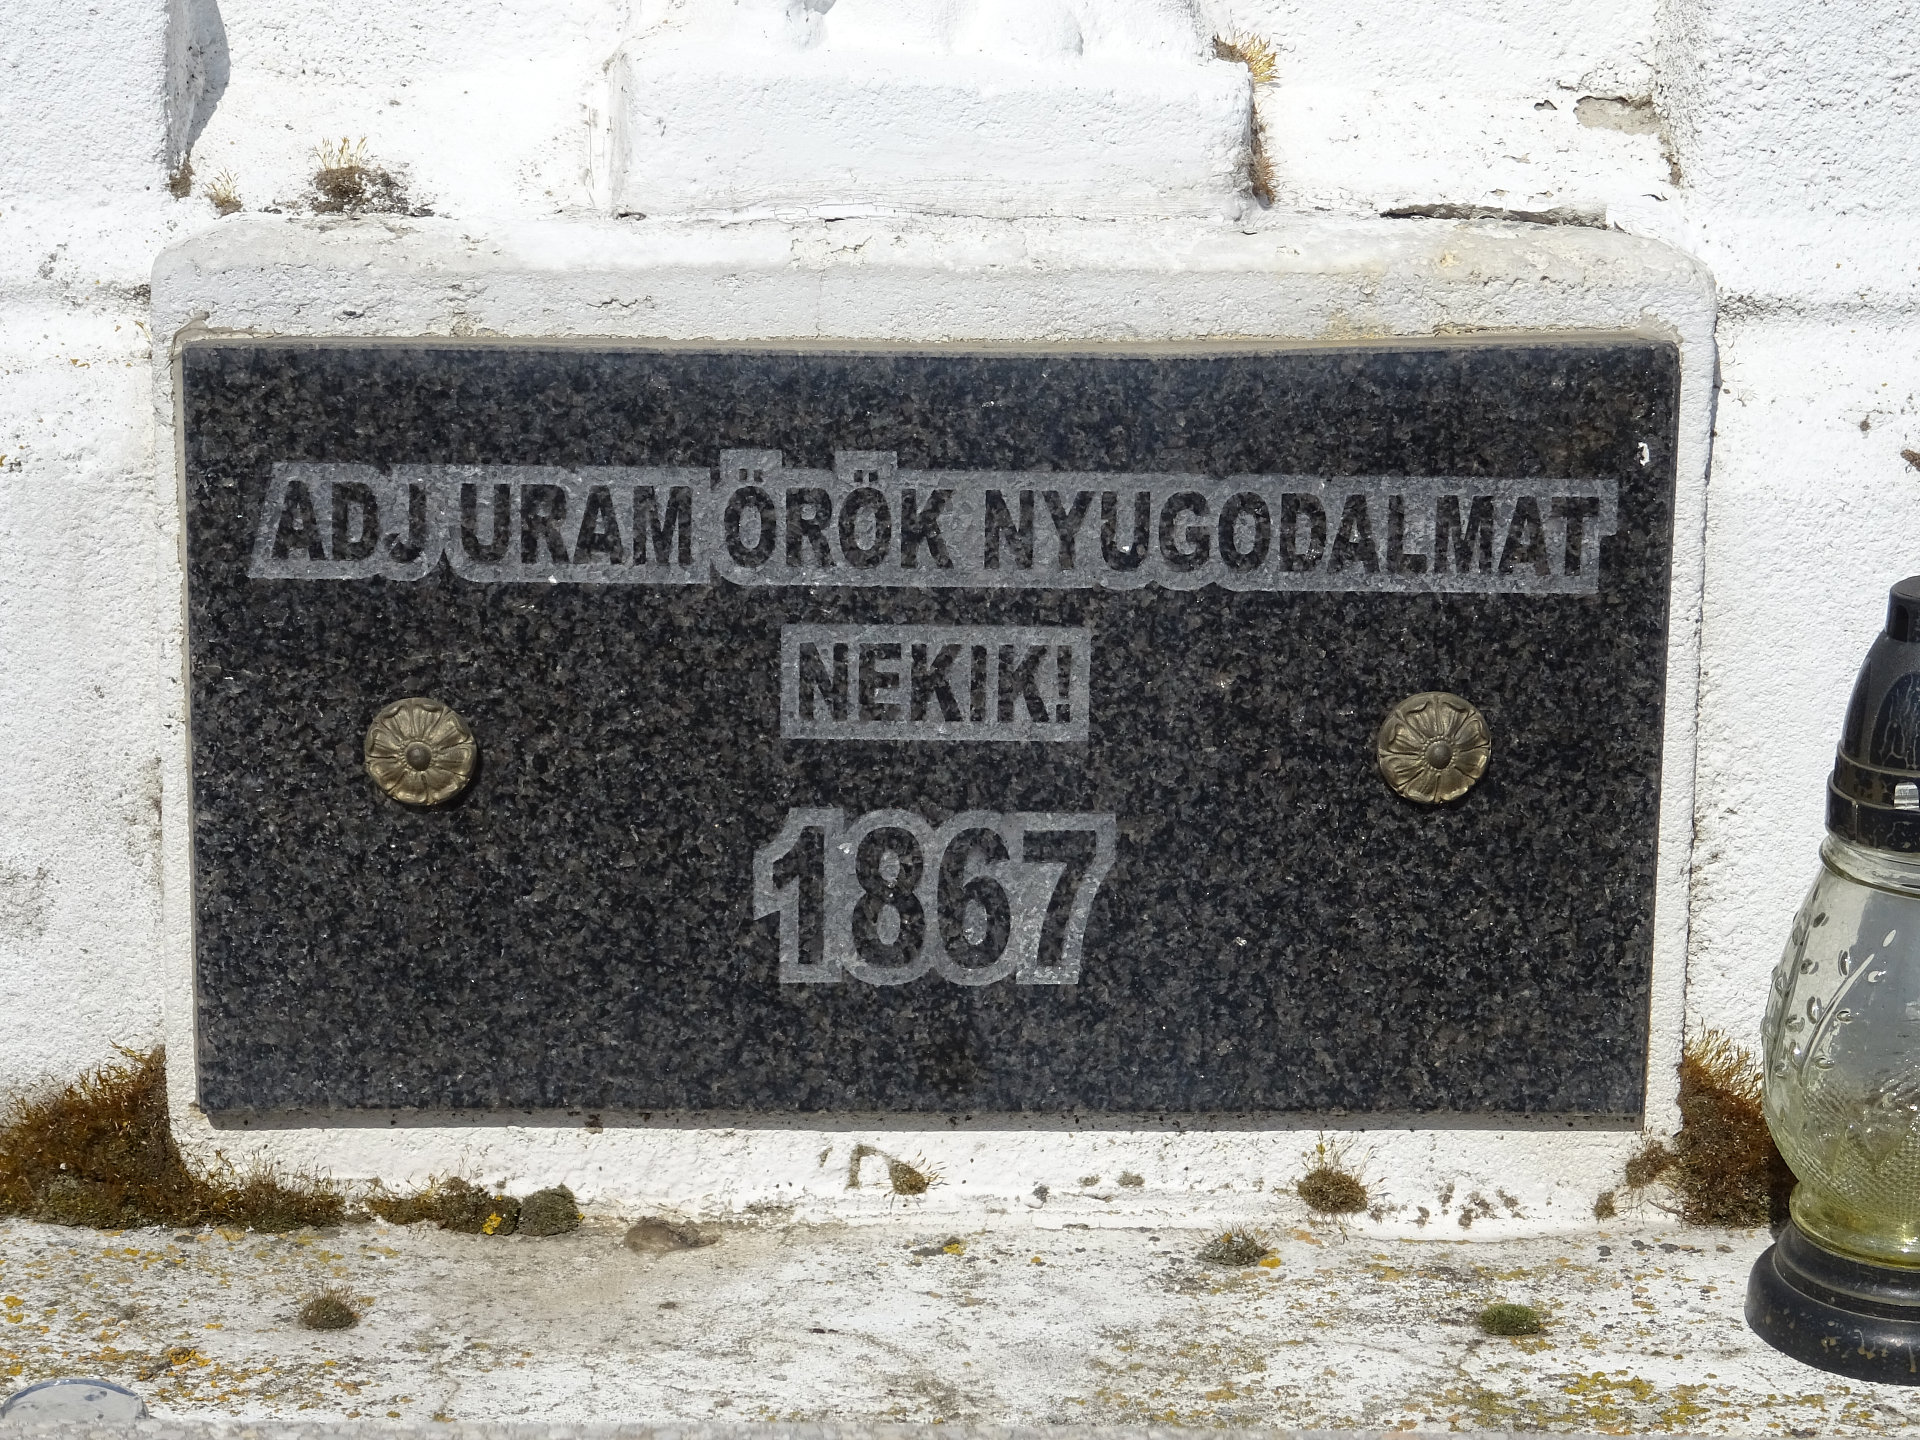 ADJ URAM ÖRÖK NYUGODALMAT
NEKIK!
1867